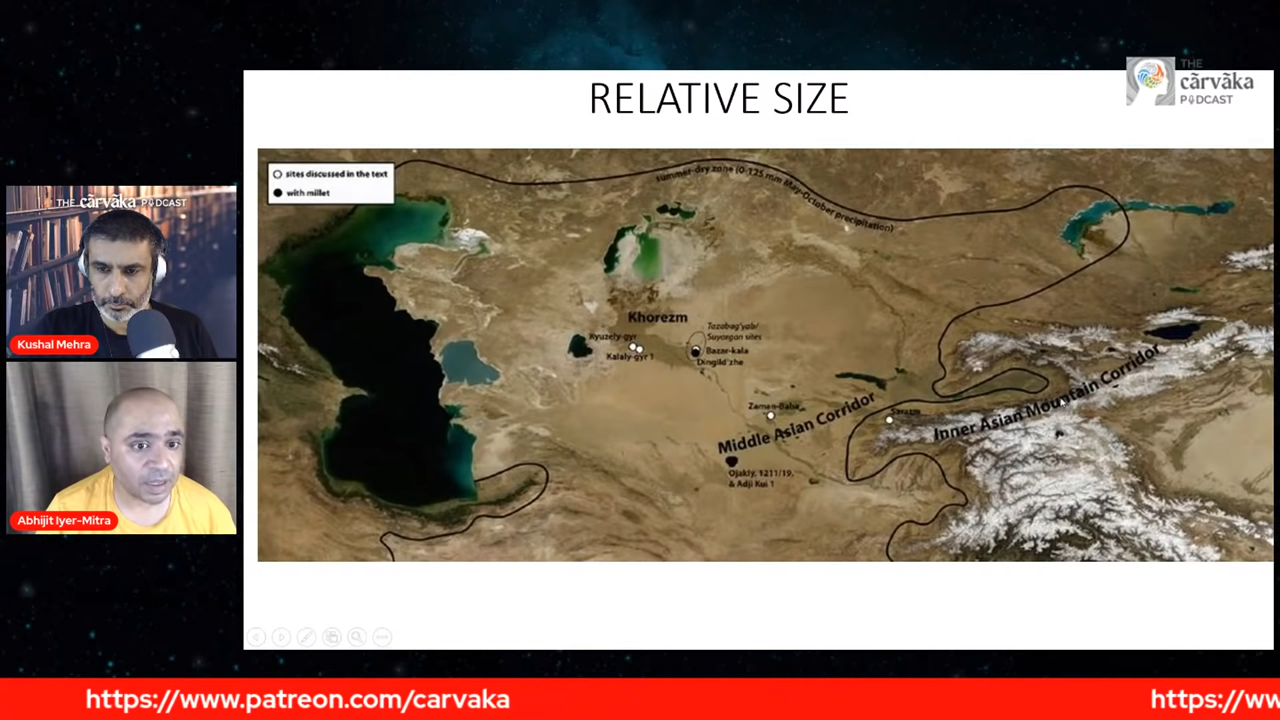 RELATIVE SIZE
THE
cārvāka
PODCAST
sites discussed in the text
with millet
summer-dry zone (0-125 mm May-October precipitation)
Khorezm
Tazabag'yab/
Suyargan sites
Kyuzely-gyr
Kalaly-gyr 1
Bazar-kala
Dingild'zhe
Zaman-Baba
Middle Asian Corridor
Sarazm
Inner Asian Mountain Corridor
Ojakly, 1211/19,
& Adji Kui 1
THE cārvāka PODCAST
Kushal Mehra
Abhijit Iyer-Mitra
https://www.patreon.com/carvaka
https://ww